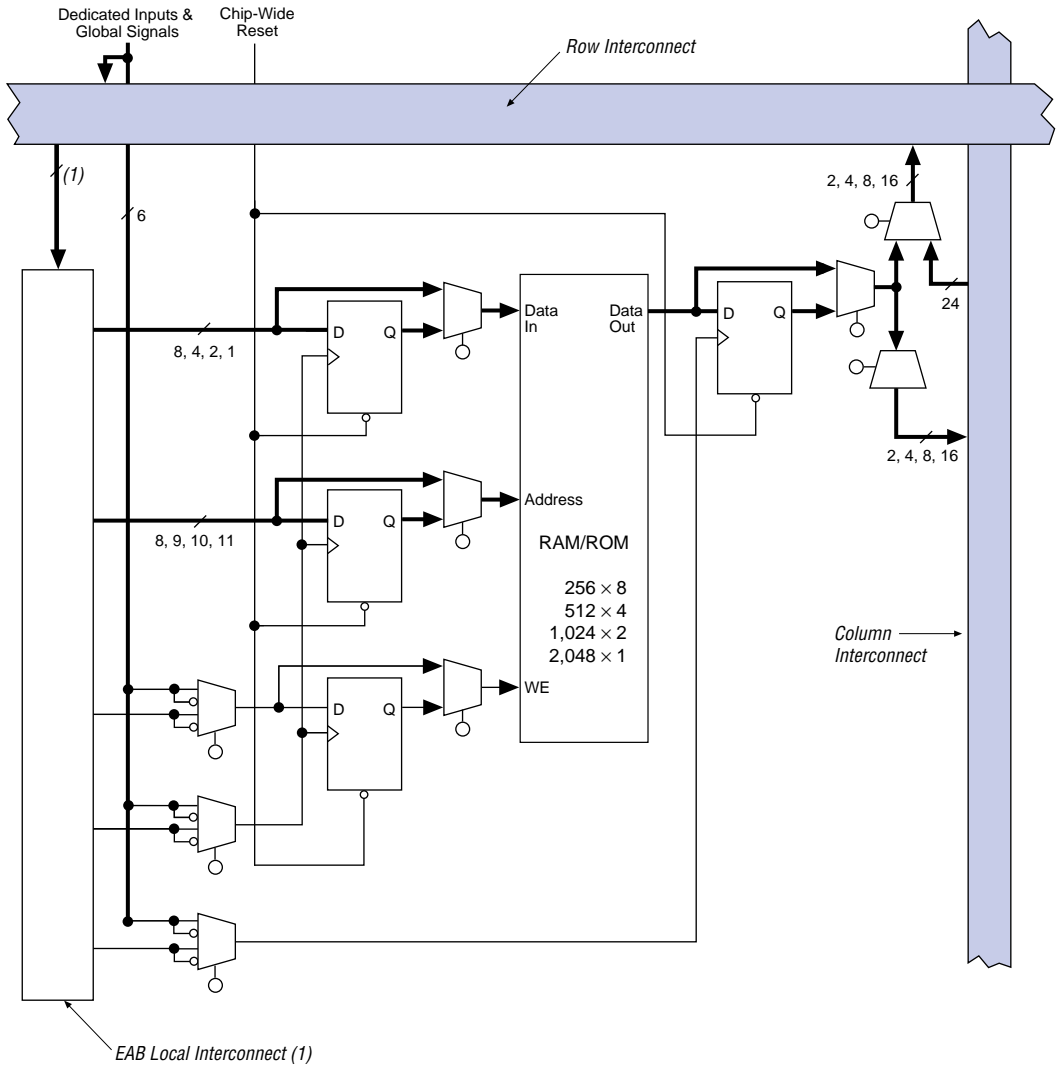 Dedicated Inputs &
Global Signals
Chip-Wide
Reset
Row Interconnect
(1)
6
2, 4, 8, 16
24
8, 4, 2, 1
D
Q
Data
In
Data
Out
D
Q
2, 4, 8, 16
8, 9, 10, 11
D
Q
Address
RAM/ROM
256 × 8
512 × 4
1,024 × 2
2,048 × 1
Column
Interconnect
D
Q
WE
EAB Local Interconnect (1)